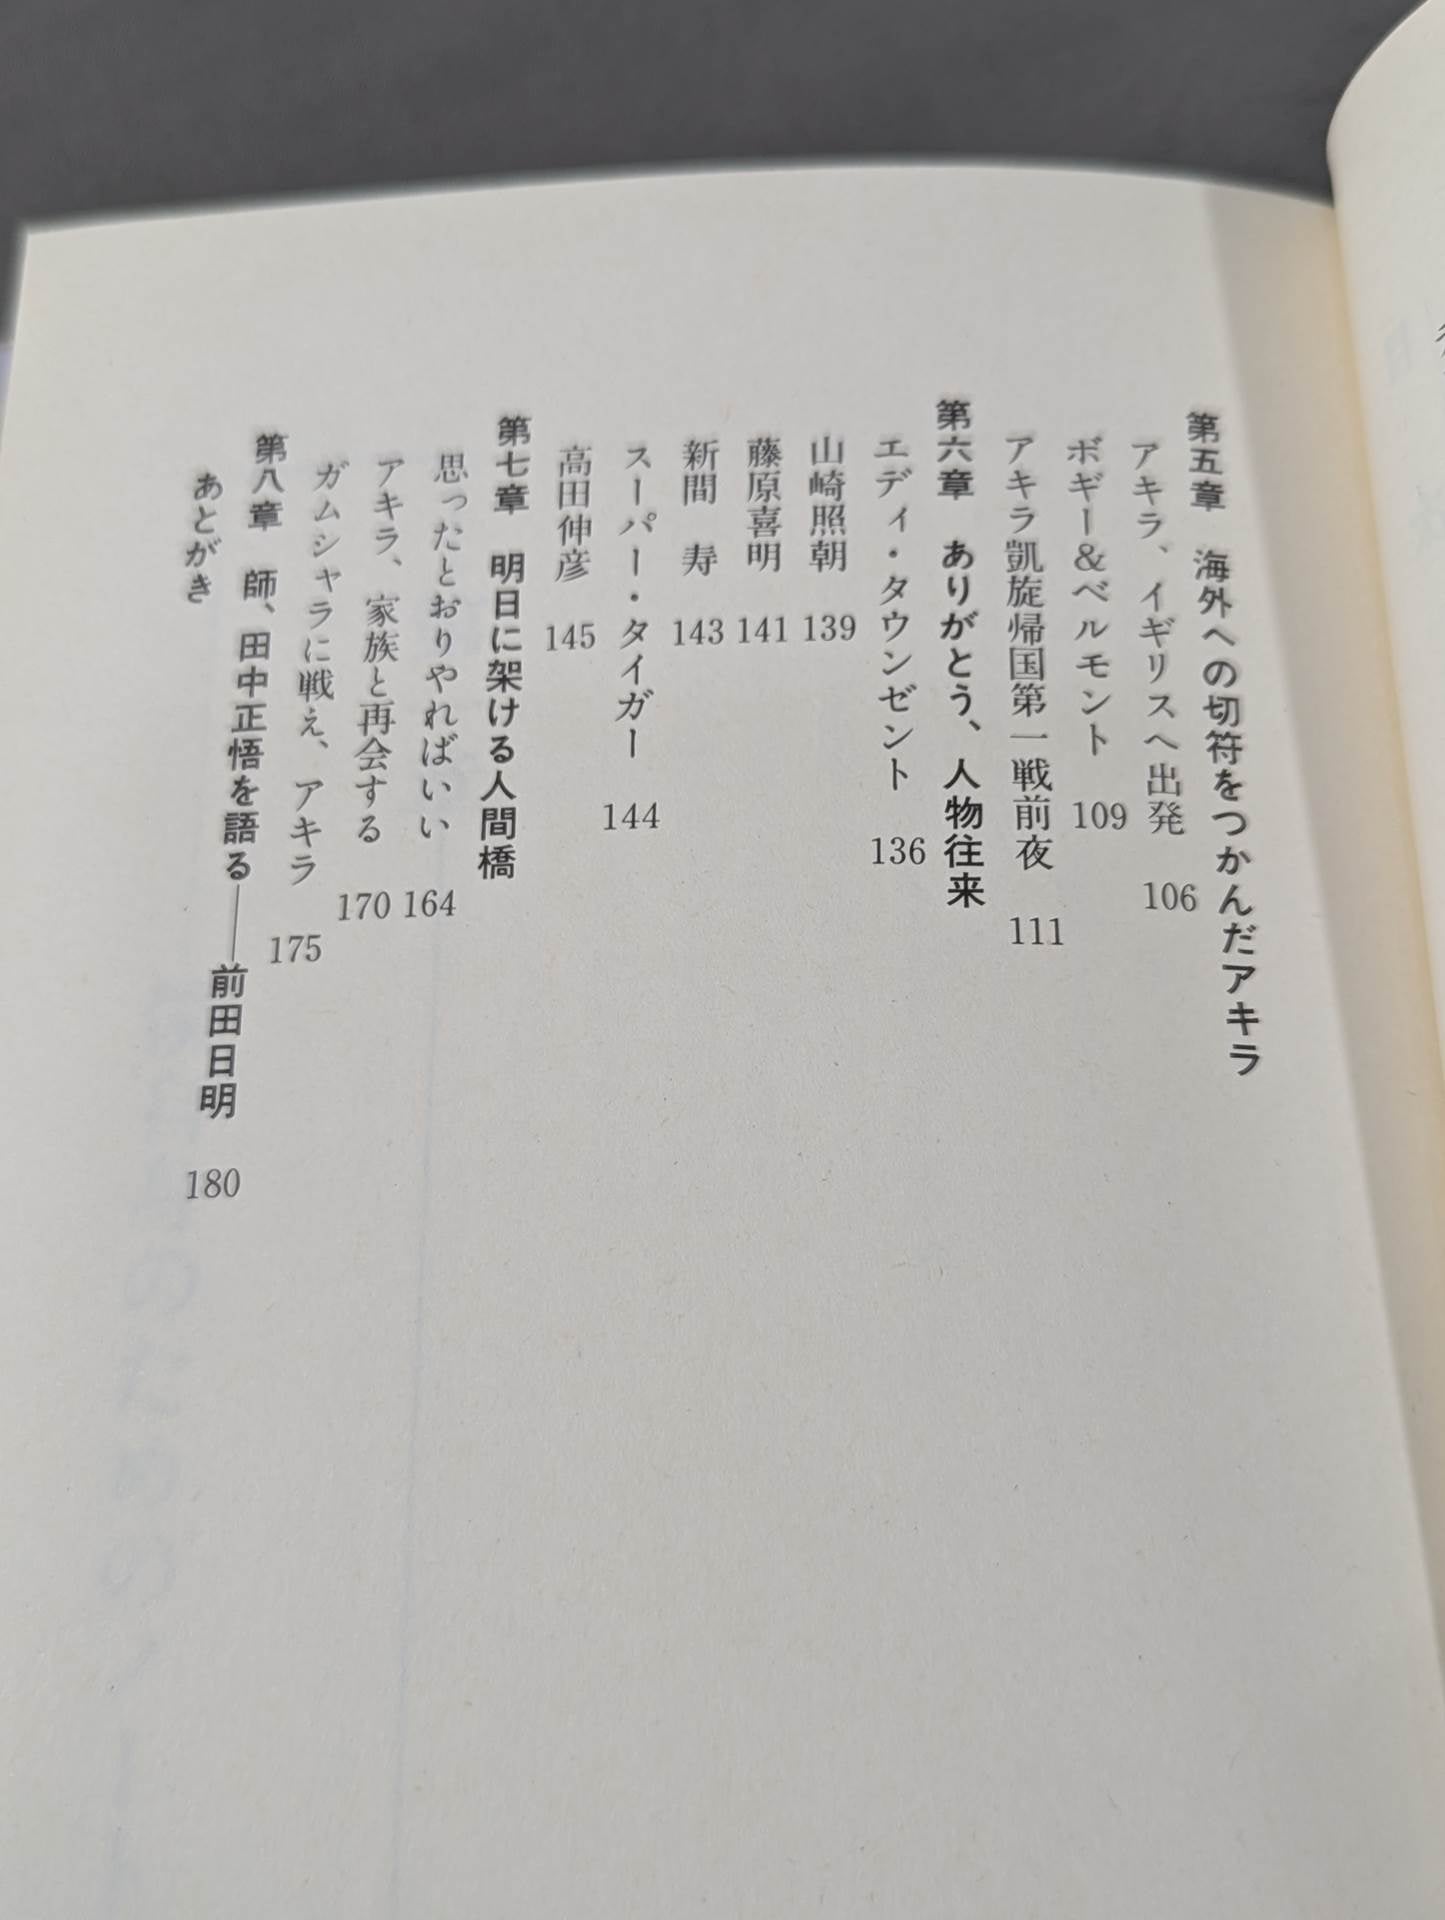 第五章　海外への切符をつかんだアキラ
アキラ、イギリスへ出発　106
ボギー&ベルモント　109
アキラ凱旋帰国第一戦前夜　111
第六章　ありがとう、人物往来
エディ・タウンゼント　136
山崎照朝　139
藤原喜明　141
新間　寿　143
スーパー・タイガー　144
高田伸彦　145
第七章　明日に架ける人間橋
思ったとおりやればいい　164
アキラ、家族と再会する　170
ガムシャラに戦え、アキラ　175
第八章　師、田中正悟を語る——前田日明　180
あとがき